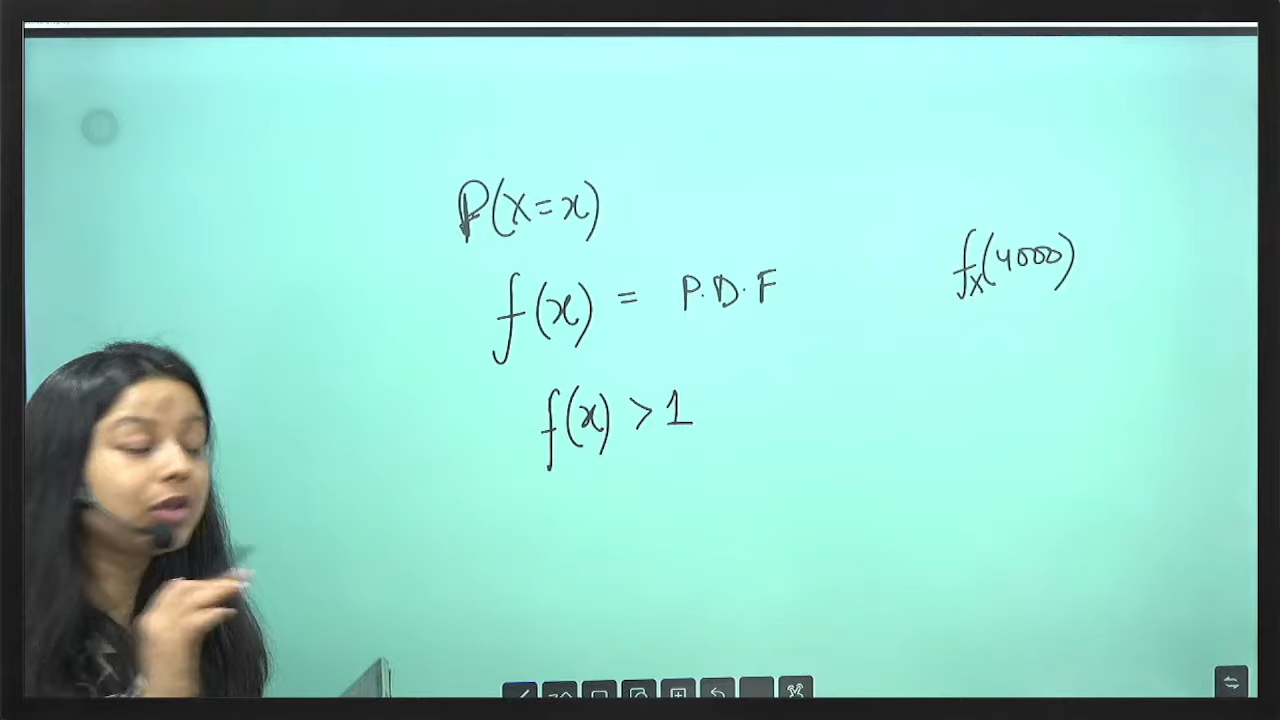 P(X=x)
f(x) = P.D.F
fₓ(4000)
f(x) > 1